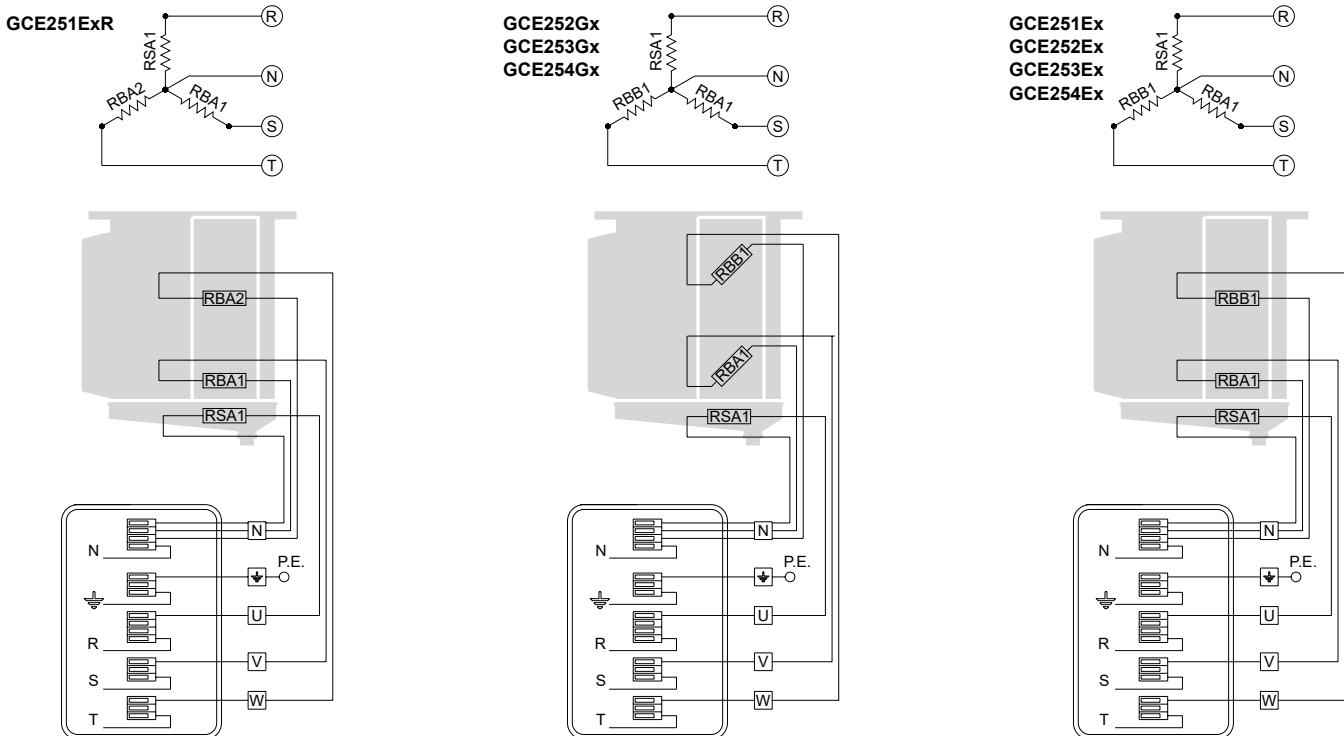 GCE251ExR
R
RSA1
N
RBA2
RBA1
S
T
RBA2
RBA1
RSA1
N
N
P.E.
U
R
V
S
W
T
GCE252Gx
GCE253Gx
GCE254Gx
R
RSA1
N
RBB1
RBA1
S
T
RBB1
RBA1
RSA1
N
N
P.E.
U
R
V
S
W
T
GCE251Ex
GCE252Ex
GCE253Ex
GCE254Ex
R
RSA1
N
RBB1
RBA1
S
T
RBB1
RBA1
RSA1
N
N
P.E.
U
R
V
S
W
T